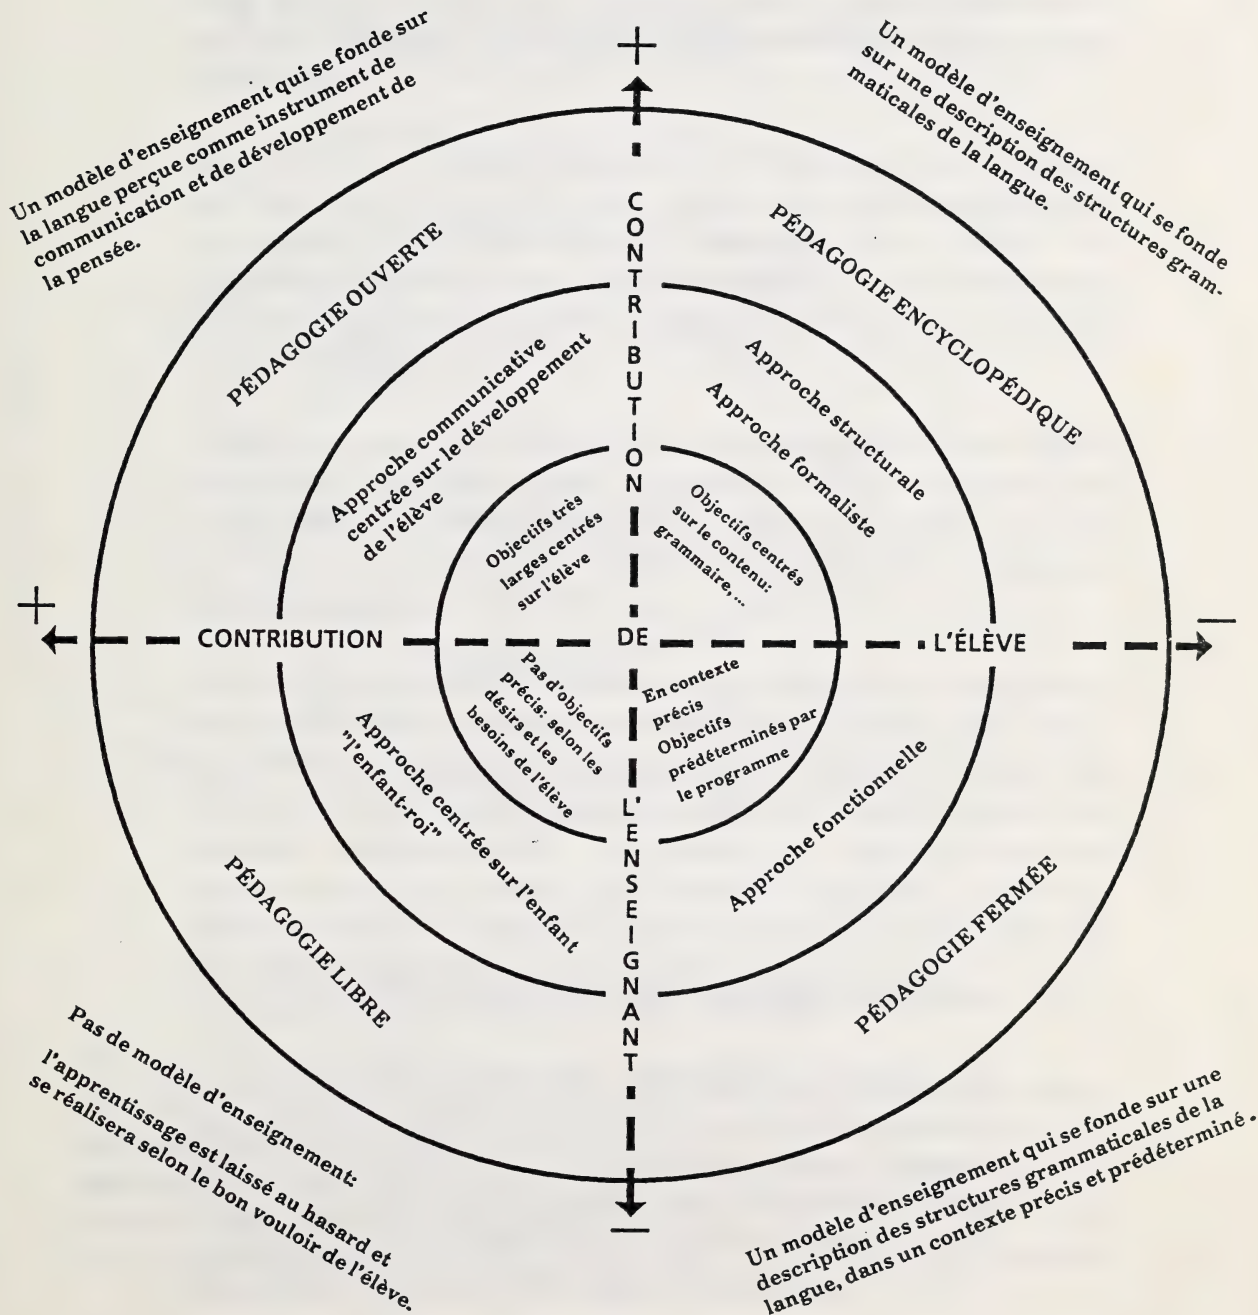 Un modèle d'enseignement qui se fonde sur
la langue perçue comme instrument de
communication et de développement de
la pensée.
Un modèle d'enseignement qui se fonde
sur une description des structures gram-
maticales de la langue.
+
PÉDAGOGIE OUVERTE
PÉDAGOGIE ENCYCLOPÉDIQUE
Approche communicative
centrée sur le développement
de l'élève
Approche structurale
Approche formaliste
Objectifs très
larges centrés
sur l'élève
Objectifs centrés
sur le contenu:
grammaire, ...
CONTRIBUTION
DE
L'ENSEIGNANT
+
CONTRIBUTION DE L'ÉLÈVE
—
Pas d'objectifs
précis: selon les
désirs et les
besoins de l'élève
En contexte
précis
Objectifs
prédéterminés par
le programme
Approche centrée sur l'enfant
"l'enfant-roi"
Approche fonctionnelle
PÉDAGOGIE LIBRE
PÉDAGOGIE FERMÉE
—
Pas de modèle d'enseignement:
l'apprentissage est laissé au hasard et
se réalisera selon le bon vouloir de l'élève.
Un modèle d'enseignement qui se fonde sur une
description des structures grammaticales de la
langue, dans un contexte précis et prédéterminé.